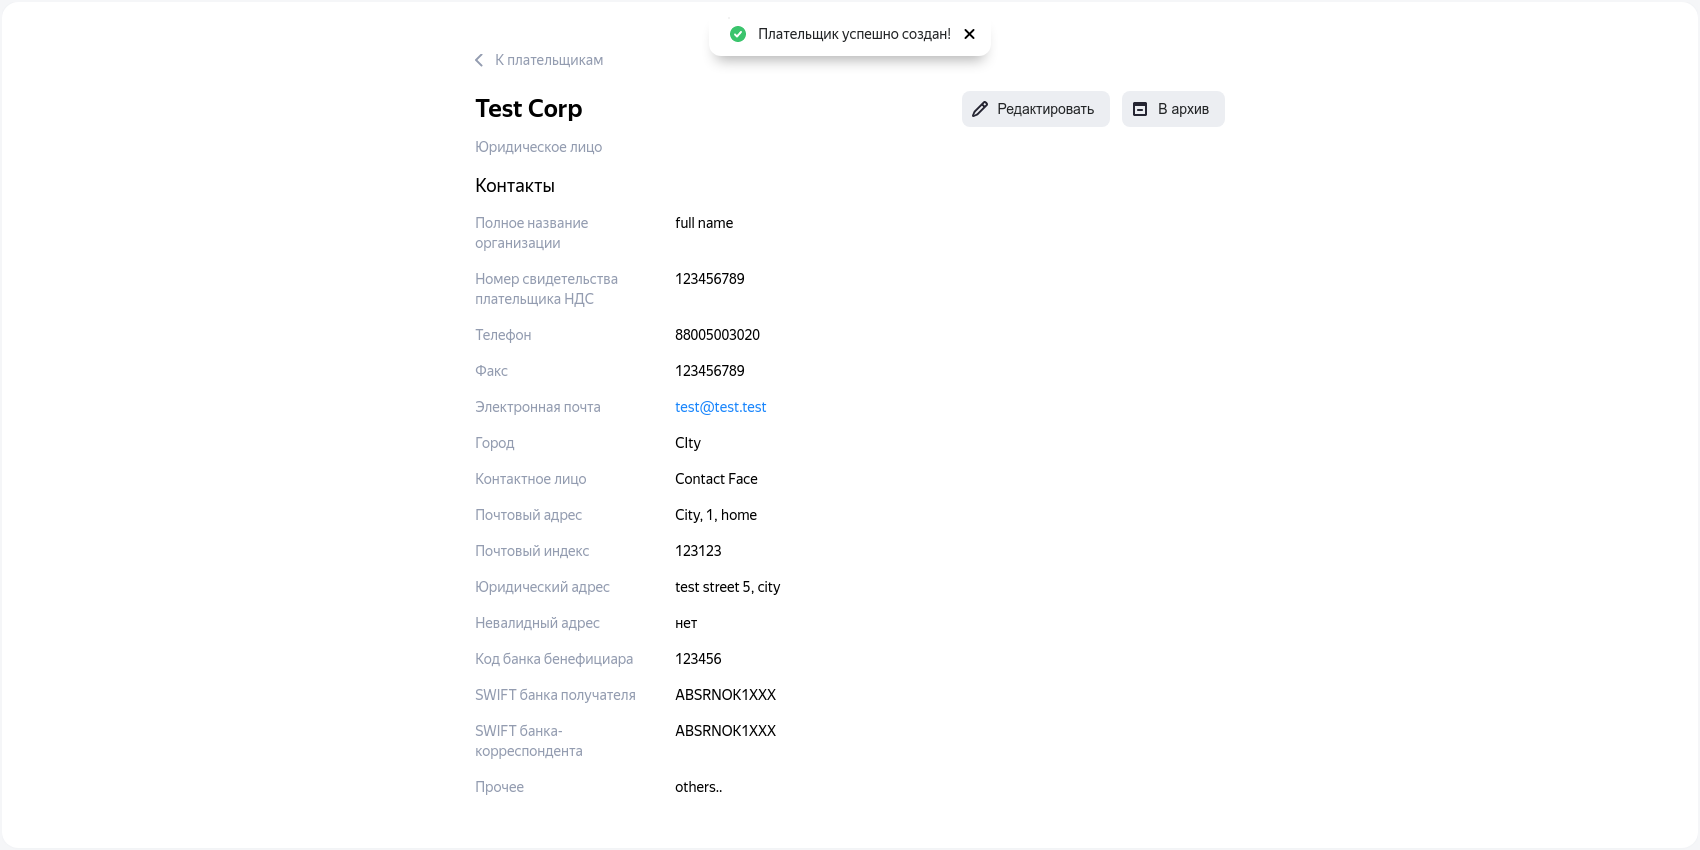 Плательщик успешно создан!
К плательщикам
Test Corp
Редактировать
В архив
Юридическое лицо
Контакты
Полное название
организации
full name
Номер свидетельства
плательщика НДС
123456789
Телефон
88005003020
Факс
123456789
Электронная почта
test@test.test
Город
CIty
Контактное лицо
Contact Face
Почтовый адрес
City, 1, home
Почтовый индекс
123123
Юридический адрес
test street 5, city
Невалидный адрес
нет
Код банка бенефициара
123456
SWIFT банка получателя
ABSRNOK1XXX
SWIFT банка-
корреспондента
ABSRNOK1XXX
Прочее
others..